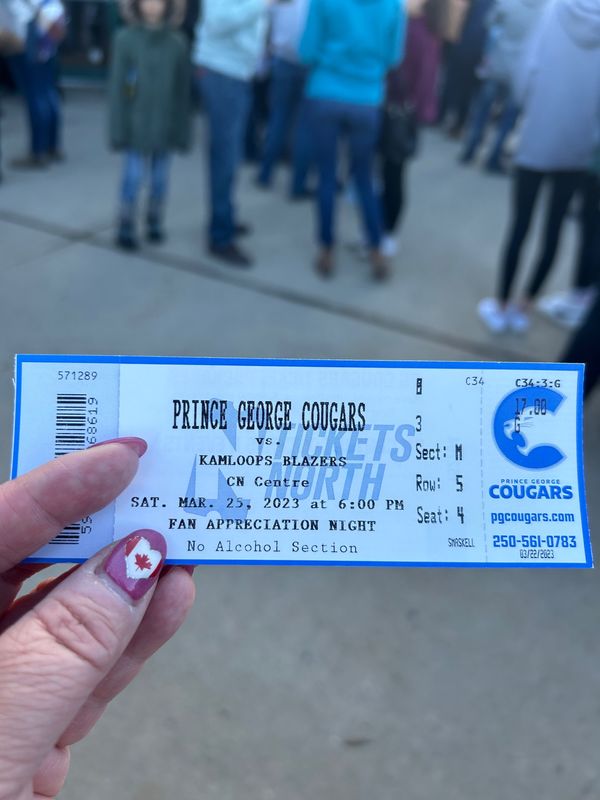 571289
68619
PRINCE GEORGE COUGARS
vs.
KAMLOOPS BLAZERS
CN Centre
SAT. MAR. 25, 2023 at 6:00 PM
FAN APPRECIATION NIGHT
No Alcohol Section
TICKETS
NORTH
C34
3
Sect: M
Row: 5
Seat: 4
SMASKELL
C34:3:G
17.00
G
PRINCE GEORGE
COUGARS
pgcougars.com
250-561-0783
03/22/2023